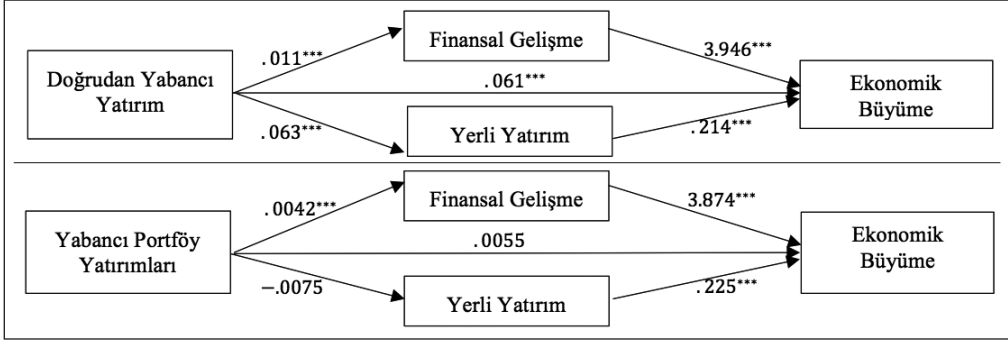 Finansal Gelişme
.011***
3.946***
Doğrudan Yabancı
Yatırım
.061***
Ekonomik
Büyüme
.063***
Yerli Yatırım
.214***
Finansal Gelişme
.0042***
3.874***
Yabancı Portföy
Yatırımları
.0055
Ekonomik
Büyüme
−.0075
Yerli Yatırım
.225***